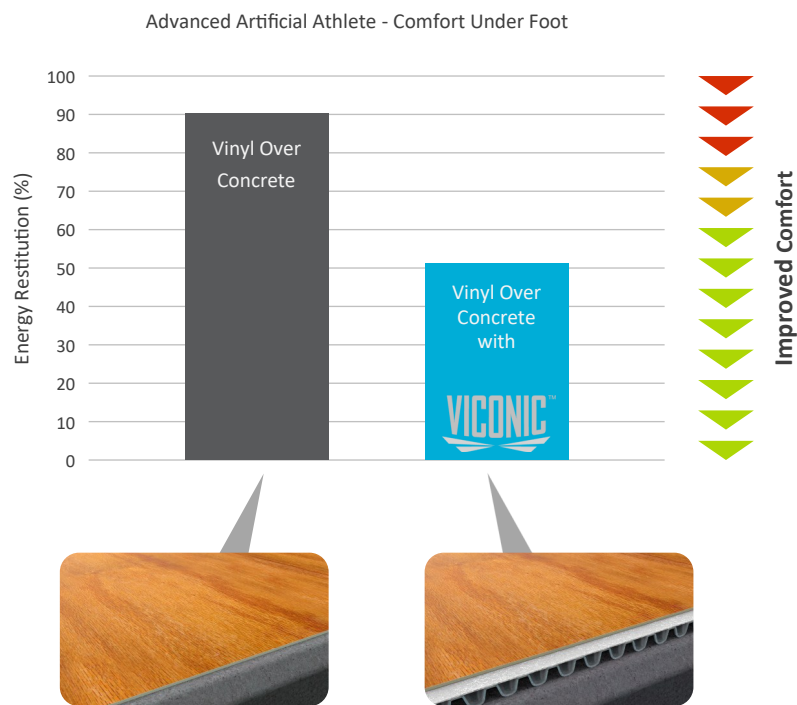 Advanced Artificial Athlete - Comfort Under Foot
Energy Restitution (%)
100
90
80
70
60
50
40
30
20
10
0
Vinyl Over
Concrete
Vinyl Over
Concrete
with
VICONIC™
Improved Comfort